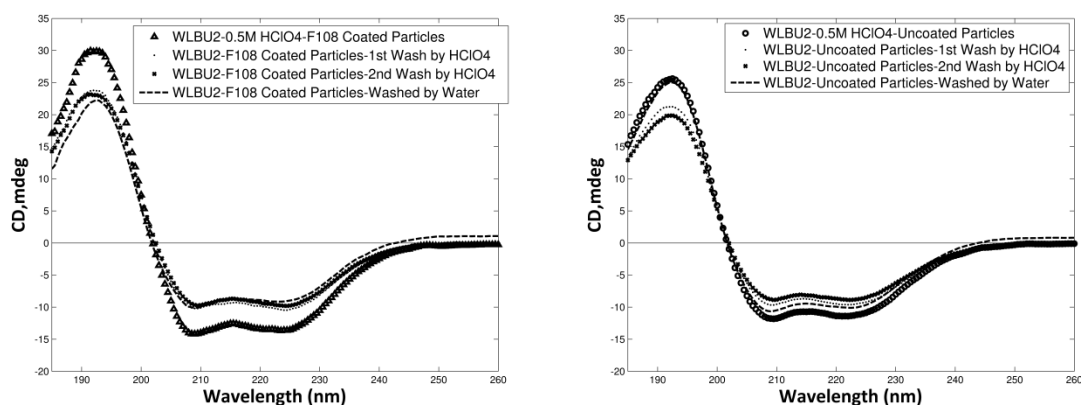 35
30
25
20
15
10
5
0
-5
-10
-15
-20
CD,mdeg
WLBU2-0.5M HClO4-F108 Coated Particles
WLBU2-F108 Coated Particles-1st Wash by HClO4
WLBU2-F108 Coated Particles-2nd Wash by HClO4
WLBU2-F108 Coated Particles-Washed by Water
190 200 210 220 230 240 250 260
Wavelength (nm)
35
30
25
20
15
10
5
0
-5
-10
-15
-20
CD,mdeg
WLBU2-0.5M HClO4-Uncoated Particles
WLBU2-Uncoated Particles-1st Wash by HClO4
WLBU2-Uncoated Particles-2nd Wash by HClO4
WLBU2-Uncoated Particles-Washed by Water
190 200 210 220 230 240 250 260
Wavelength (nm)